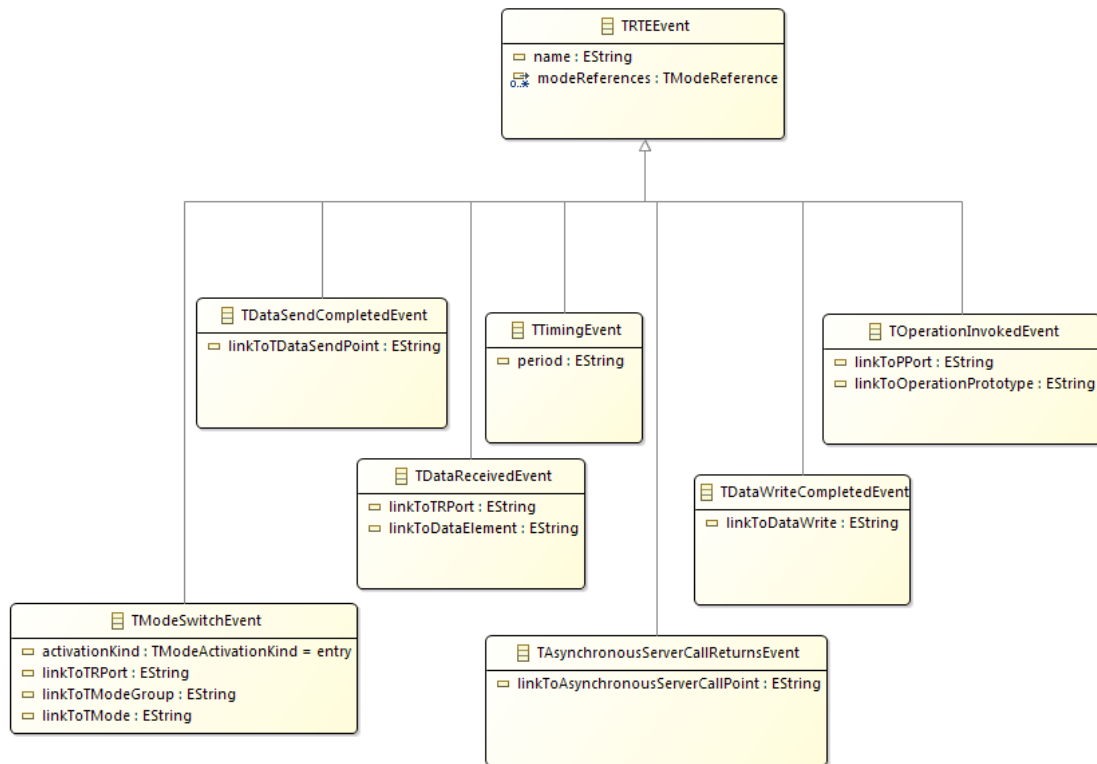 TRTEEvent
name : EString
0..*
modeReferences : TModeReference
TDataSendCompletedEvent
linkToTDataSendPoint : EString
TTimingEvent
period : EString
TOperationInvokedEvent
linkToPPort : EString
linkToOperationPrototype : EString
TDataReceivedEvent
linkToTRPort : EString
linkToDataElement : EString
TDataWriteCompletedEvent
linkToDataWrite : EString
TModeSwitchEvent
activationKind : TModeActivationKind = entry
linkToTRPort : EString
linkToTModeGroup : EString
linkToTMode : EString
TAsynchronousServerCallReturnsEvent
linkToAsynchronousServerCallPoint : EString